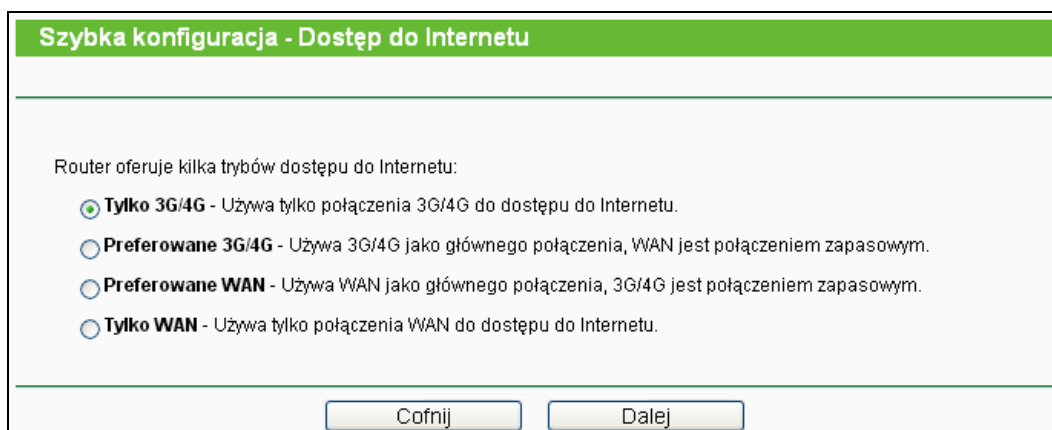 Szybka konfiguracja - Dostęp do Internetu
Router oferuje kilka trybów dostępu do Internetu:
Tylko 3G/4G - Używa tylko połączenia 3G/4G do dostępu do Internetu.
Preferowane 3G/4G - Używa 3G/4G jako głównego połączenia, WAN jest połączeniem zapasowym.
Preferowane WAN - Używa WAN jako głównego połączenia, 3G/4G jest połączeniem zapasowym.
Tylko WAN - Używa tylko połączenia WAN do dostępu do Internetu.
Cofnij Dalej